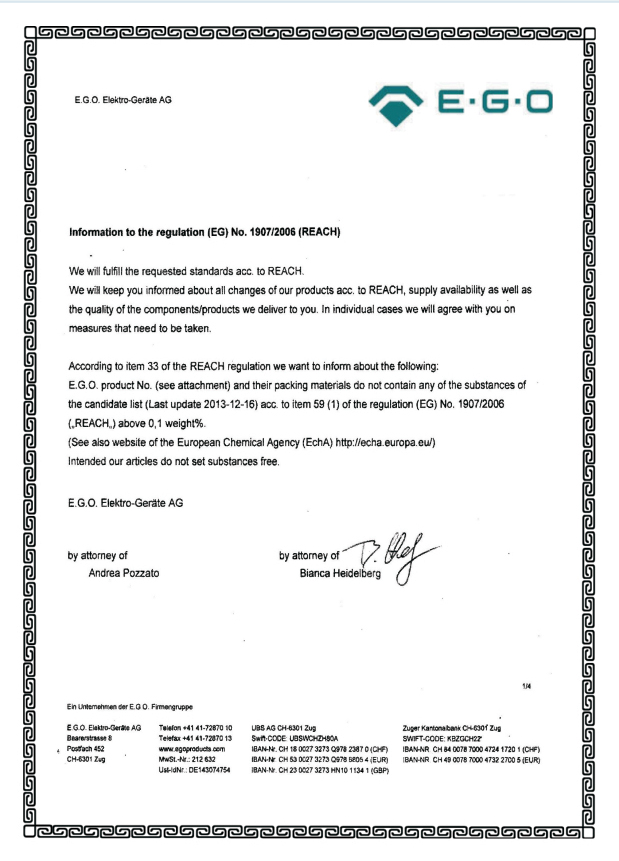 E.G.O. Elektro-Geräte AG
E·G·O
Information to the regulation (EG) No. 1907/2006 (REACH)
We will fulfill the requested standards acc. to REACH.
We will keep you informed about all changes of our products acc. to REACH, supply availability as well as
the quality of the components/products we deliver to you. In individual cases we will agree with you on
measures that need to be taken.
According to item 33 of the REACH regulation we want to inform about the following:
E.G.O. product No. (see attachment) and their packing materials do not contain any of the substances of
the candidate list (Last update 2013-12-16) acc. to item 59 (1) of the regulation (EG) No. 1907/2006
(„REACH„) above 0,1 weight%.
(See also website of the European Chemical Agency (EchA) http://echa.europa.eu/)
Intended our articles do not set substances free.
E.G.O. Elektro-Geräte AG
by attorney of
Andrea Pozzato
by attorney of
Bianca Heidelberg
1/4
Ein Unternehmen der E.G.O. Firmengruppe
E.G.O. Elektro-Geräte AG
Baarerstrasse 8
Postfach 452
CH-6301 Zug
Telefon +41 41-72870 10
Telefax +41 41-72870 13
www.egoproducts.com
MwSt.-Nr.: 212 632
Ust-IdNr.: DE143074754
UBS AG CH-6301 Zug
Swift-CODE: UBSWCHZH80A
IBAN-Nr. CH 18 0027 3273 Q978 2387 0 (CHF)
IBAN-Nr. CH 53 0027 3273 Q978 6805 4 (EUR)
IBAN-Nr. CH 23 0027 3273 HN10 1134 1 (GBP)
Zuger Kantonalbank CH-6301 Zug
SWIFT-CODE: KBZGCH22
IBAN-NR. CH 84 0078 7000 4724 1720 1 (CHF)
IBAN-NR. CH 49 0078 7000 4732 2700 5 (EUR)